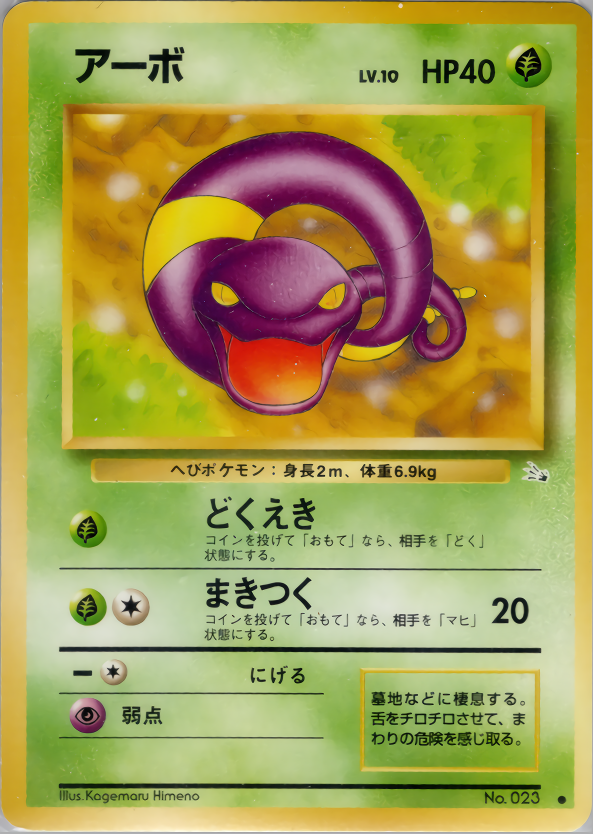 アーボ LV.10 HP40
へびポケモン：身長2m、体重6.9kg
どくえき
コインを投げて「おもて」なら、相手を「どく」
状態にする。
まきつく 20
コインを投げて「おもて」なら、相手を「マヒ」
状態にする。
ー にげる
弱点
墓地などに棲息する。
舌をチロチロさせて、ま
わりの危険を感じ取る。
Illus.Kagemaru Himeno No. 023 ●